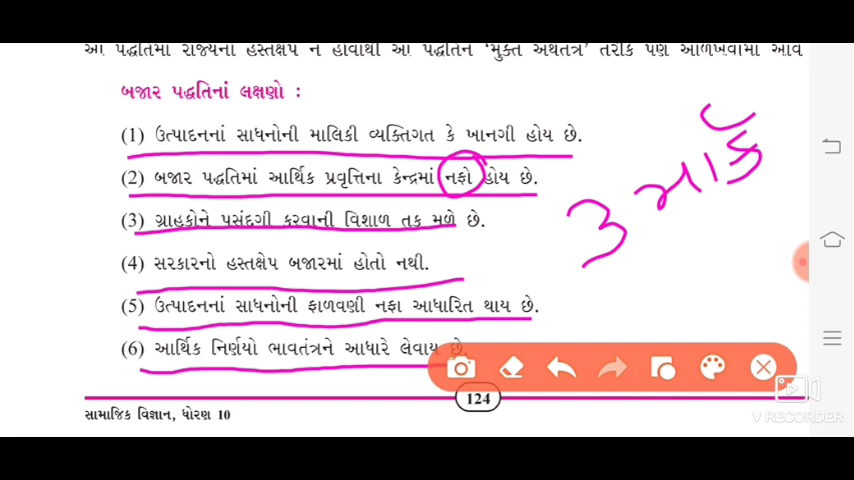 આ પદ્ધતિમાં રાજ્યનો હસ્તક્ષેપ ન હોવાથી આ પદ્ધતિને ‘મુક્ત અર્થતંત્ર’ તરીકે પણ ઓળખવામાં આવે
બજાર પદ્ધતિનાં લક્ષણો :
(1) ઉત્પાદનનાં સાધનોની માલિકી વ્યક્તિગત કે ખાનગી હોય છે.
(2) બજાર પદ્ધતિમાં આર્થિક પ્રવૃત્તિના કેન્દ્રમાં નફો હોય છે.
(3) ગ્રાહકોને પસંદગી કરવાની વિશાળ તક મળે છે.
(4) સરકારનો હસ્તક્ષેપ બજારમાં હોતો નથી.
(5) ઉત્પાદનનાં સાધનોની ફાળવણી નફા આધારિત થાય છે.
(6) આર્થિક નિર્ણયો ભાવતંત્રને આધારે લેવાય છે.
3 માર્ક
124
સામાજિક વિજ્ઞાન, ધોરણ 10
V RECORDER